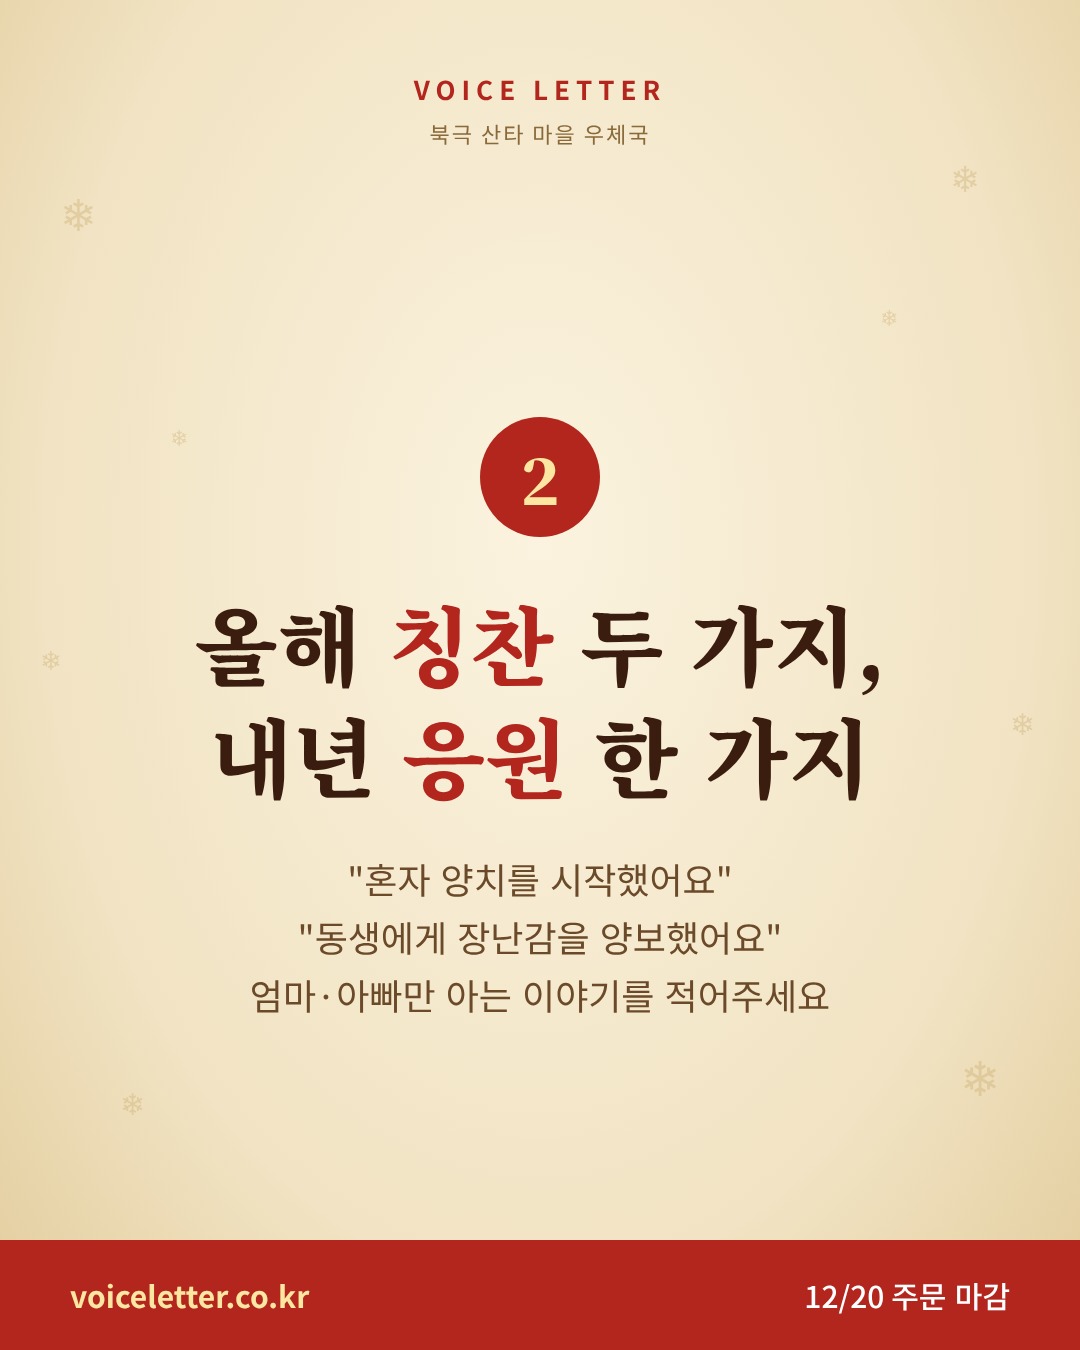 VOICE LETTER
북극 산타 마을 우체국
2
올해 칭찬 두 가지,
내년 응원 한 가지
"혼자 양치를 시작했어요"
"동생에게 장난감을 양보했어요"
엄마·아빠만 아는 이야기를 적어주세요
voiceletter.co.kr
12/20 주문 마감